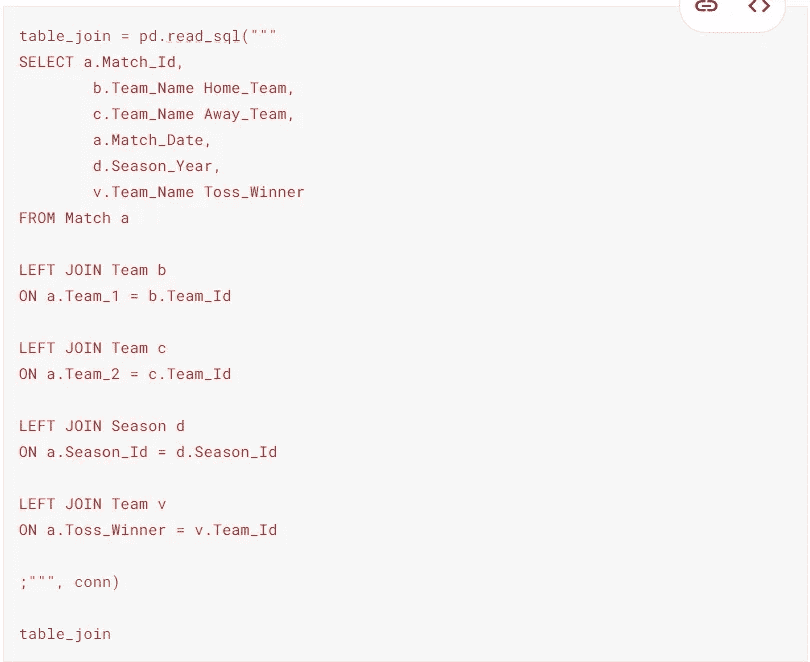 table_join = pd.read_sql("""
SELECT a.Match_Id,
        b.Team_Name Home_Team,
        c.Team_Name Away_Team,
        a.Match_Date,
        d.Season_Year,
        v.Team_Name Toss_Winner
FROM Match a
LEFT JOIN Team b
ON a.Team_1 = b.Team_Id
LEFT JOIN Team c
ON a.Team_2 = c.Team_Id
LEFT JOIN Season d
ON a.Season_Id = d.Season_Id
LEFT JOIN Team v
ON a.Toss_Winner = v.Team_Id
;""", conn)
table_join